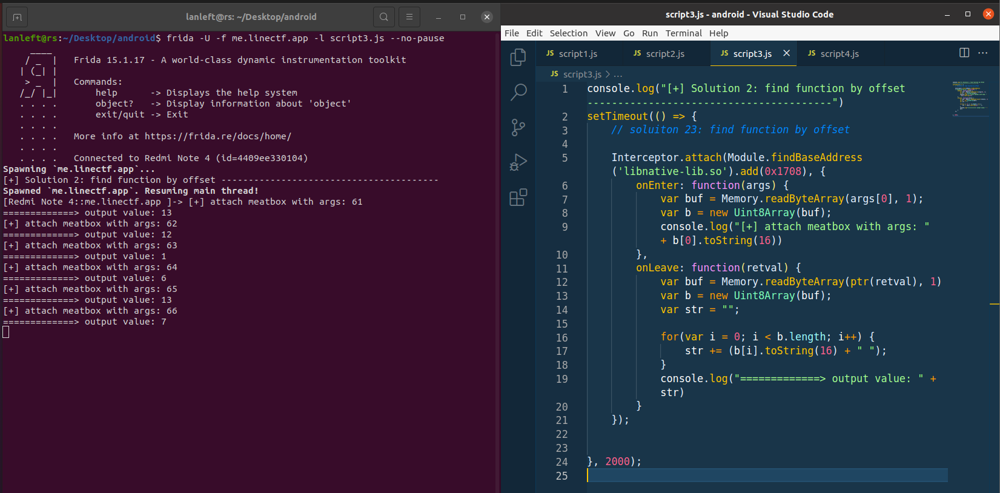 lanleft@rs: ~/Desktop/android
lanleft@rs:~/Desktop/android$ frida -U -f me.linectf.app -l script3.js --no-pause
     ____
    / _  |   Frida 15.1.17 - A world-class dynamic instrumentation toolkit
   | (_| |
    > _  |   Commands:
   /_/ |_|       help      -> Displays the help system
   . . . .       object?   -> Display information about 'object'
   . . . .       exit/quit -> Exit
   . . . .
   . . . .   More info at https://frida.re/docs/home/
   . . . .
   . . . .   Connected to Redmi Note 4 (id=4409ee330104)
Spawning `me.linectf.app`...
[+] Solution 2: find function by offset ----------------------------------------
Spawned `me.linectf.app`. Resuming main thread!
[Redmi Note 4::me.linectf.app ]-> [+] attach meatbox with args: 61
=============> output value: 13
[+] attach meatbox with args: 62
=============> output value: 12
[+] attach meatbox with args: 63
=============> output value: 1
[+] attach meatbox with args: 64
=============> output value: 6
[+] attach meatbox with args: 65
=============> output value: 13
[+] attach meatbox with args: 66
=============> output value: 7
script3.js - android - Visual Studio Code
File Edit Selection View Go Run Terminal Help
JS script1.js JS script2.js JS script3.js × JS script4.js ...
JS script3.js > ...
1 console.log("[+] Solution 2: find function by offset
----------------------------------------")
2 setTimeout(() => {
3     // soluiton 23: find function by offset
4
5     Interceptor.attach(Module.findBaseAddress
    ('libnative-lib.so').add(0x1708), {
6         onEnter: function(args) {
7             var buf = Memory.readByteArray(args[0], 1);
8             var b = new Uint8Array(buf);
9             console.log("[+] attach meatbox with args: "
            + b[0].toString(16))
10         },
11         onLeave: function(retval) {
12             var buf = Memory.readByteArray(ptr(retval), 1)
13             var b = new Uint8Array(buf);
14             var str = "";
15
16             for(var i = 0; i < b.length; i++) {
17                 str += (b[i].toString(16) + " ");
18             }
19             console.log("=============> output value: " +
            str)
20         }
21     });
22
23
24 }, 2000);
25